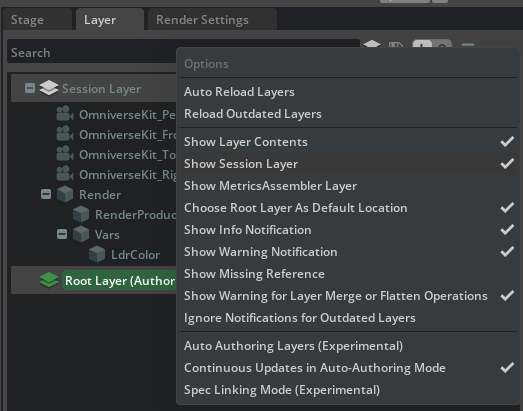 Stage
Layer
Render Settings
Search
Options
Session Layer
Auto Reload Layers
OmniverseKit_Pe
Reload Outdated Layers
OmniverseKit_Fro
Show Layer Contents
OmniverseKit_To
Show Session Layer
OmniverseKit_Rig
Show MetricsAssembler Layer
Render
Choose Root Layer As Default Location
RenderProduc
Show Info Notification
Vars
Show Warning Notification
LdrColor
Show Missing Reference
Root Layer (Author
Show Warning for Layer Merge or Flatten Operations
Ignore Notifications for Outdated Layers
Auto Authoring Layers (Experimental)
Continuous Updates in Auto-Authoring Mode
Spec Linking Mode (Experimental)